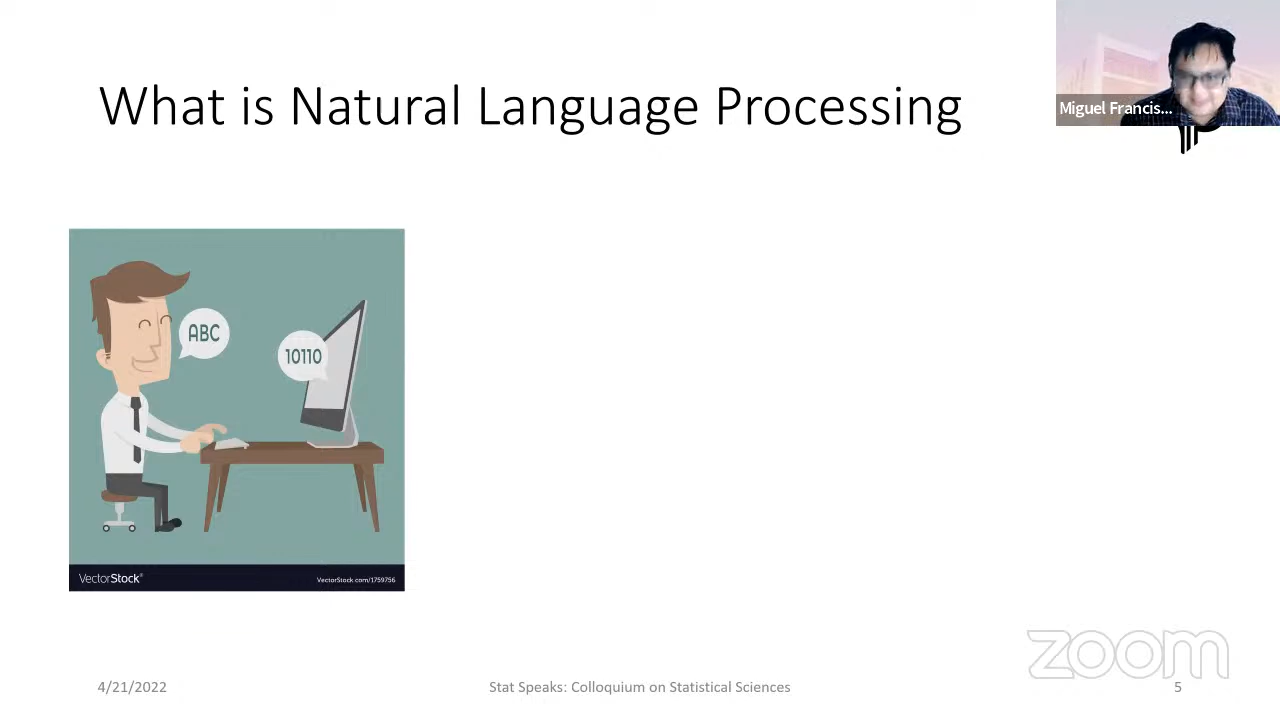 What is Natural Language Processing
Miguel Francis...
ABC
10110
VectorStock®
VectorStock.com/1759756
zoom
4/21/2022
Stat Speaks: Colloquium on Statistical Sciences
5